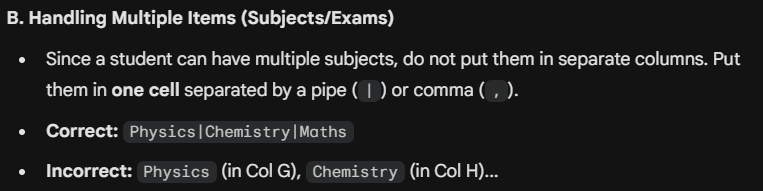 B. Handling Multiple Items (Subjects/Exams)
• Since a student can have multiple subjects, do not put them in separate columns. Put
them in one cell separated by a pipe ( | ) or comma ( , ).
• Correct: Physics|Chemistry|Maths
• Incorrect: Physics (in Col G), Chemistry (in Col H)...